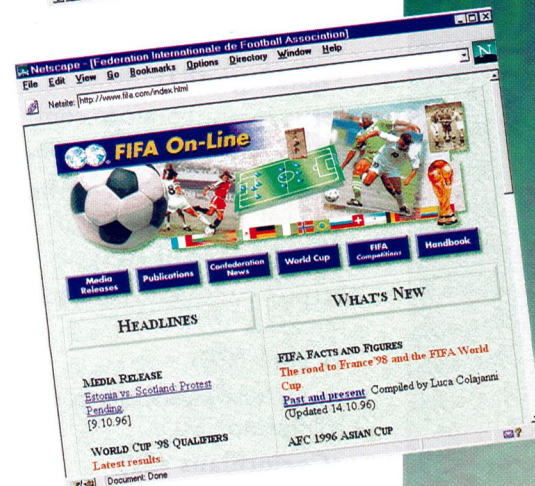 Netscape - [Federation Internationale de Football Association]
File Edit View Go Bookmarks Options Directory Window Help
Netsite: http://www.fifa.com/index.html
N
FIFA On-Line
Media Releases
Publications
Confederation News
World Cup
FIFA Competitions
Handbook
HEADLINES
MEDIA RELEASE
Estonia vs. Scotland: Protest
Pending.
[9.10.96]
WORLD CUP '98 QUALIFIERS
Latest results:
WHAT'S NEW
FIFA FACTS AND FIGURES
The road to France'98 and the FIFA World
Cup.
Past and present. Compiled by Luca Colajanni
(Updated 14.10.96)
AFC 1996 ASIAN CUP
Document: Done